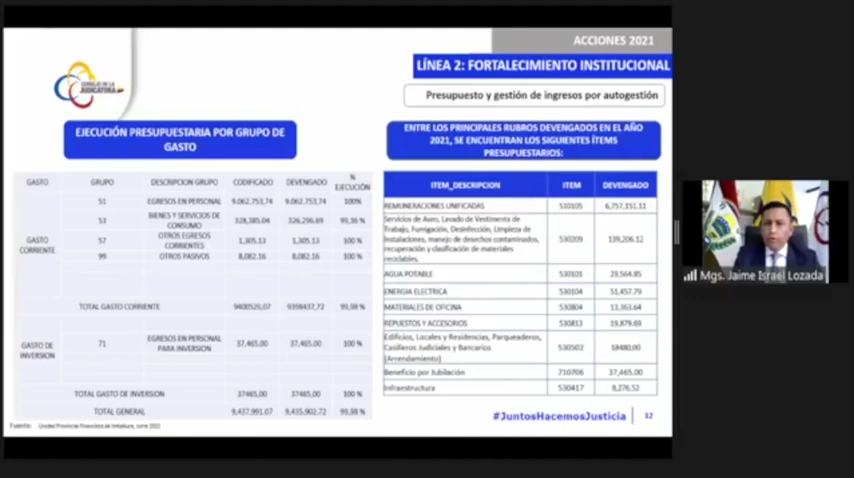 ACCIONES 2021
LÍNEA 2: FORTALECIMIENTO INSTITUCIONAL
CONSEJO DE LA
JUDICATURA
Presupuesto y gestión de ingresos por autogestión
EJECUCIÓN PRESUPUESTARIA POR GRUPO DE
GASTO
GASTO GRUPO DESCRIPCION GRUPO CODIFICADO DEVENGADO % EJECUCIÓN
GASTO CORRIENTE
51 EGRESOS EN PERSONAL 9.062.753,74 9.062.753,74 100%
53 BIENES Y SERVICIOS DE CONSUMO 328,385.04 326,296.69 99,36 %
57 OTROS EGRESOS CORRIENTES 1,305.13 1,305.13 100 %
99 OTROS PASIVOS 8,082.16 8,082.16 100 %
TOTAL GASTO CORRIENTE 9400526,07 9398437,72 99,98 %
GASTO DE INVERSION
71 EGRESOS EN PERSONAL PARA INVERSION 37,465.00 37,465.00 100 %
TOTAL GASTO DE INVERSION 37465,00 37465,00 100 %
TOTAL GENERAL 9,437,991.07 9,435,902.72 99,98 %
Fuente: Unidad Provincial Financiera de Imbabura,
ENTRE LOS PRINCIPALES RUBROS DEVENGADOS EN EL AÑO
2021, SE ENCUENTRAN LOS SIGUIENTES ÍTEMS
PRESUPUESTARIOS:
ITEM_DESCRIPCION ITEM DEVENGADO
REMUNERACIONES UNIFICADAS 510105 6,757,151.11
Servicios de Aseo, Lavado de Vestimenta de
Trabajo, Fumigación, Desinfección, Limpieza de
Instalaciones, manejo de desechos contaminados,
recuperación y clasificación de materiales
reciclables. 530209 139,206.12
AGUA POTABLE 530101 23,564.85
ENERGIA ELECTRICA 530104 51,457.79
MATERIALES DE OFICINA 530804 13,363.64
REPUESTOS Y ACCESORIOS 530813 19,879.69
Edificios, Locales y Residencias, Parqueaderos,
Casilleros Judiciales y Bancarios
(Arrendamiento) 530502 18480,00
Beneficio por Jubilación 710706 37,465.00
Infraestructura 530417 8,276.52
#JuntosHacemosJusticia 12
Mgs. Jaime Israel Lozada